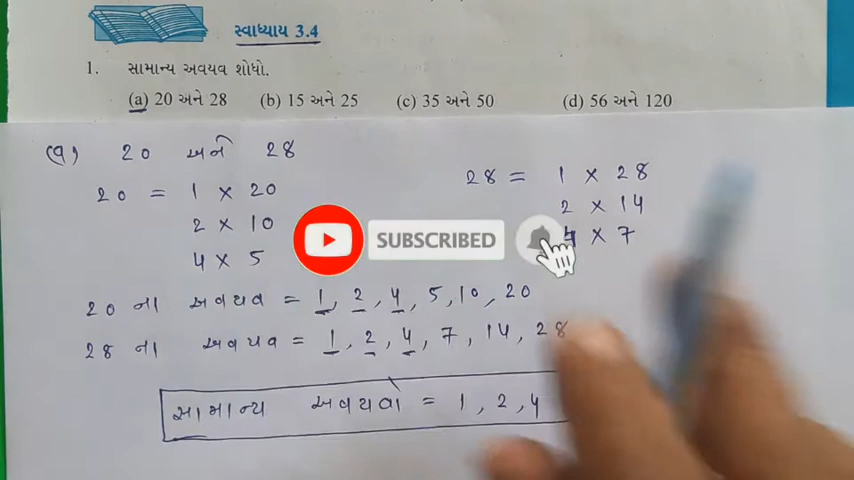 સ્વાધ્યાય 3.4
1. સામાન્ય અવયવ શોધો.
(a) 20 અને 28 (b) 15 અને 25 (c) 35 અને 50 (d) 56 અને 120
(a) 20 અને 28
20 = 1 × 20 28 = 1 × 28
2 × 10 2 × 14
4 × 5 4 × 7
SUBSCRIBED
20 ના અવયવ = 1, 2, 4, 5, 10, 20
28 ના અવયવ = 1, 2, 4, 7, 14, 28
સામાન્ય અવયવો = 1, 2, 4